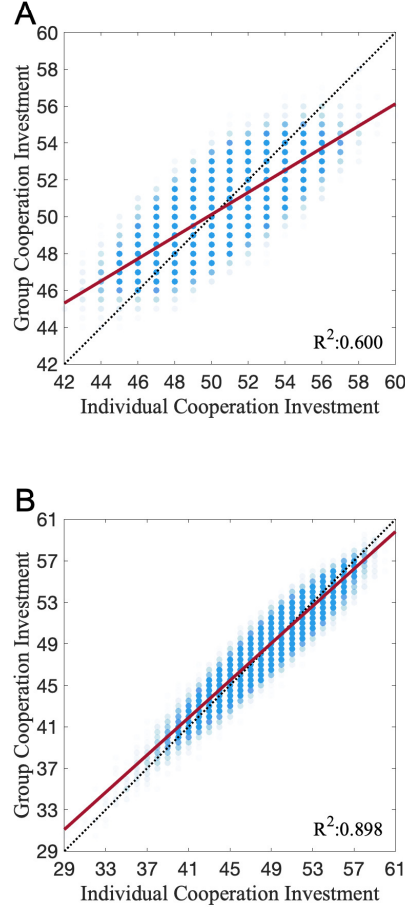 A
60
58
56
54
52
50
48
46
44
42
Group Cooperation Investment
R²:0.600
42 44 46 48 50 52 54 56 58 60
Individual Cooperation Investment
B
61
57
53
49
45
41
37
33
29
Group Cooperation Investment
R²:0.898
29 33 37 41 45 49 53 57 61
Individual Cooperation Investment